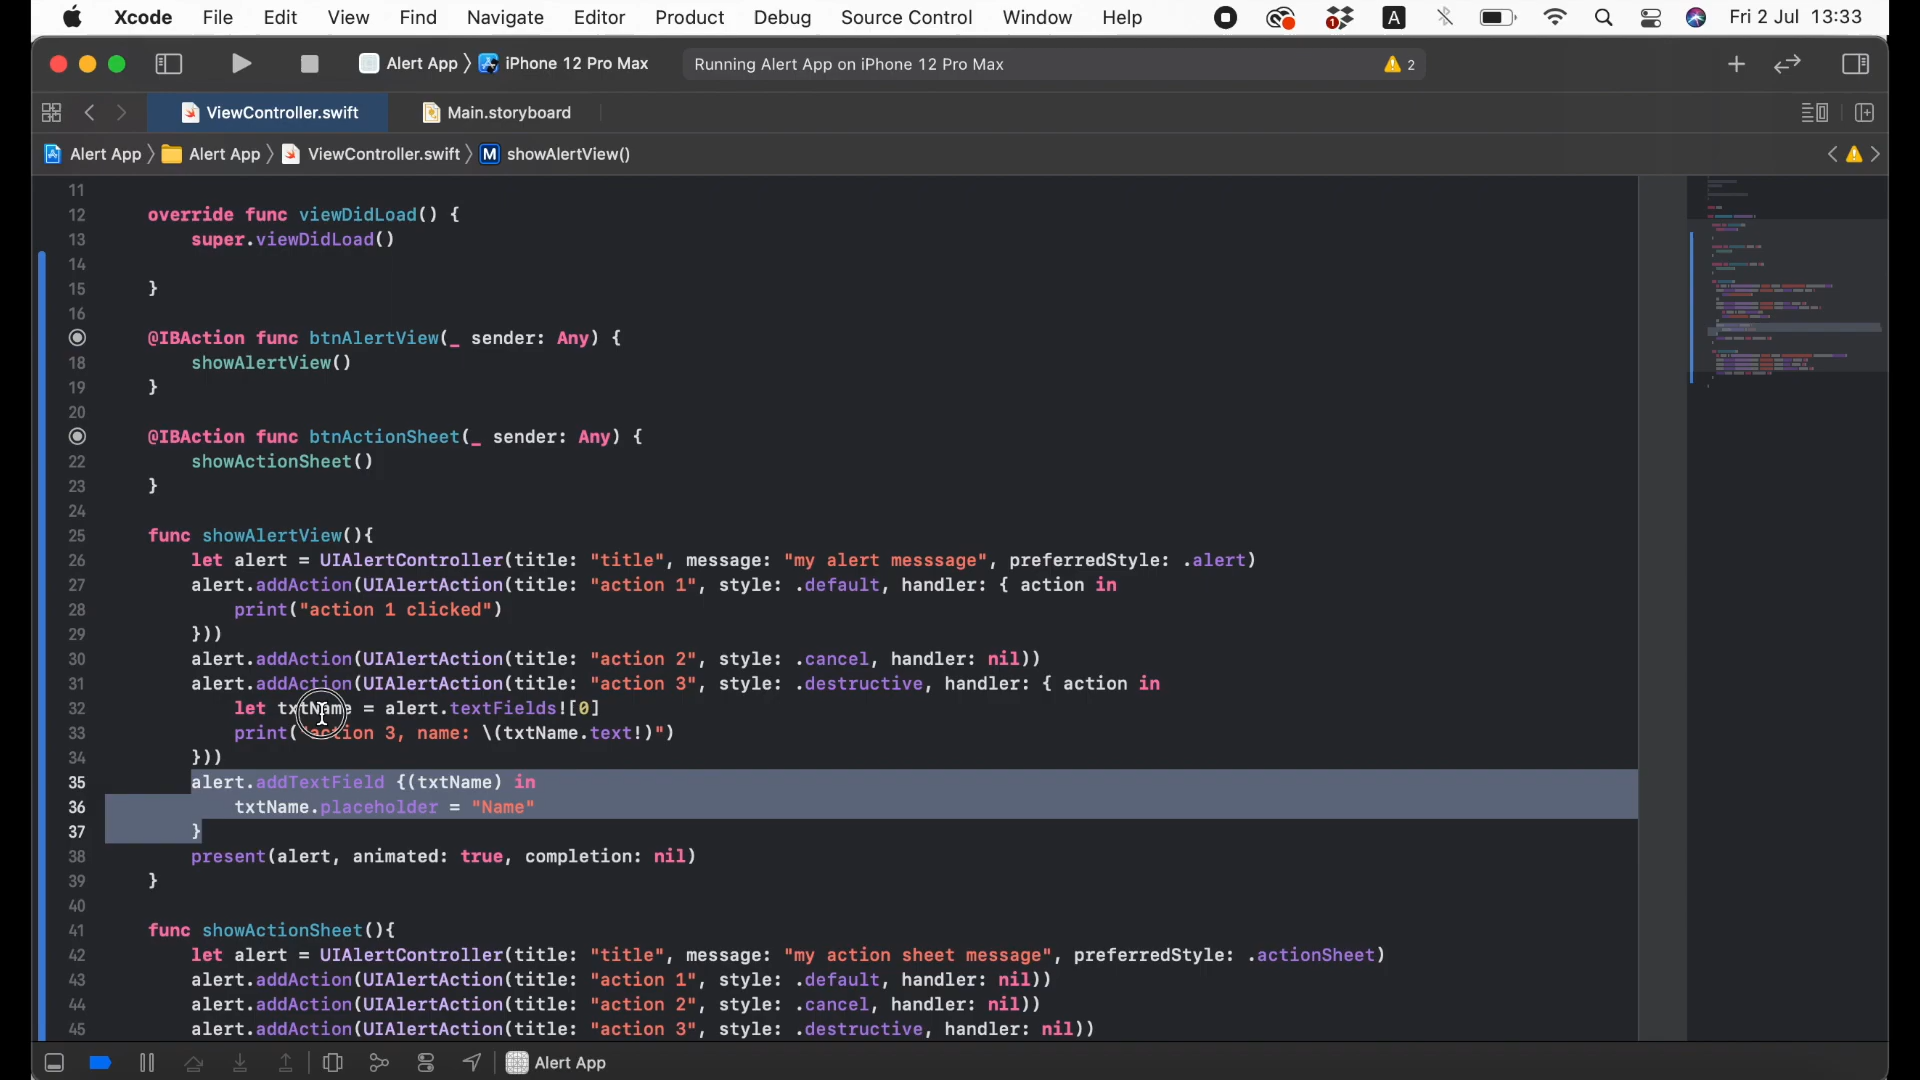 Xcode File Edit View Find Navigate Editor Product Debug Source Control Window Help 1 A Fri 2 Jul 13:33
Alert App 〉 iPhone 12 Pro Max Running Alert App on iPhone 12 Pro Max 2
ViewController.swift Main.storyboard
Alert App 〉 Alert App 〉 ViewController.swift 〉 M showAlertView()
11
12 override func viewDidLoad() {
13 super.viewDidLoad()
14
15 }
16
@IBAction func btnAlertView(_ sender: Any) {
18 showAlertView()
19 }
20
@IBAction func btnActionSheet(_ sender: Any) {
22 showActionSheet()
23 }
24
25 func showAlertView(){
26 let alert = UIAlertController(title: "title", message: "my alert messsage", preferredStyle: .alert)
27 alert.addAction(UIAlertAction(title: "action 1", style: .default, handler: { action in
28 print("action 1 clicked")
29 }))
30 alert.addAction(UIAlertAction(title: "action 2", style: .cancel, handler: nil))
31 alert.addAction(UIAlertAction(title: "action 3", style: .destructive, handler: { action in
32 let txtName = alert.textFields![0]
33 print("action 3, name: \(txtName.text!)")
34 }))
35 alert.addTextField {(txtName) in
36 txtName.placeholder = "Name"
37 }
38 present(alert, animated: true, completion: nil)
39 }
40
41 func showActionSheet(){
42 let alert = UIAlertController(title: "title", message: "my action sheet message", preferredStyle: .actionSheet)
43 alert.addAction(UIAlertAction(title: "action 1", style: .default, handler: nil))
44 alert.addAction(UIAlertAction(title: "action 2", style: .cancel, handler: nil))
45 alert.addAction(UIAlertAction(title: "action 3", style: .destructive, handler: nil))
Alert App